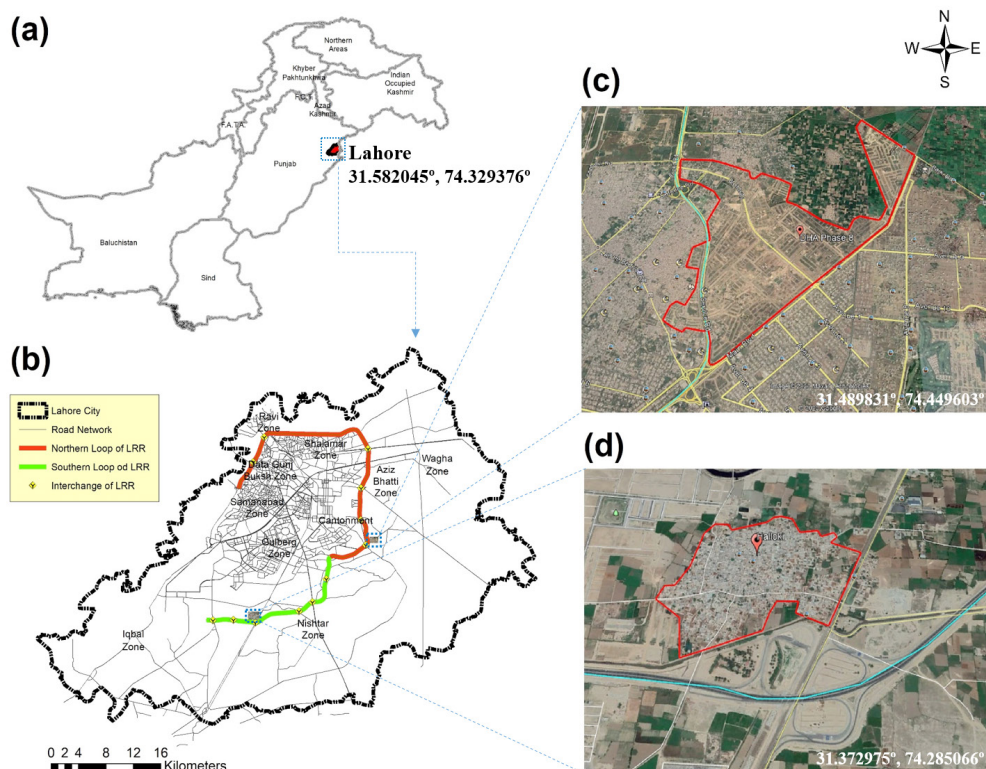 (a)
Northern
Areas
Khyber
Pakhtunkhwa
Indian
Occupied
Kashmir
F.C.T.
Azad
Kashmir
F.A.T.A.
Punjab
Lahore
31.582045º, 74.329376º
Baluchistan
Sind
N
W
E
S
(b)
Lahore City
Road Network
Northern Loop of LRR
Southern Loop od LRR
Interchange of LRR
Ravi
Zone
Shalamar
Zone
Wagha
Zone
Data Gunj
Buksh Zone
Aziz
Bhatti
Zone
Samanabad
Zone
Cantonment
Gulberg
Zone
Nishtar
Zone
Iqbal
Zone
0 2 4 8 12 16
Kilometers
(c)
DHA Phase 8
31.489831º, 74.449603º
(d)
Halloki
31.372975º, 74.285066º